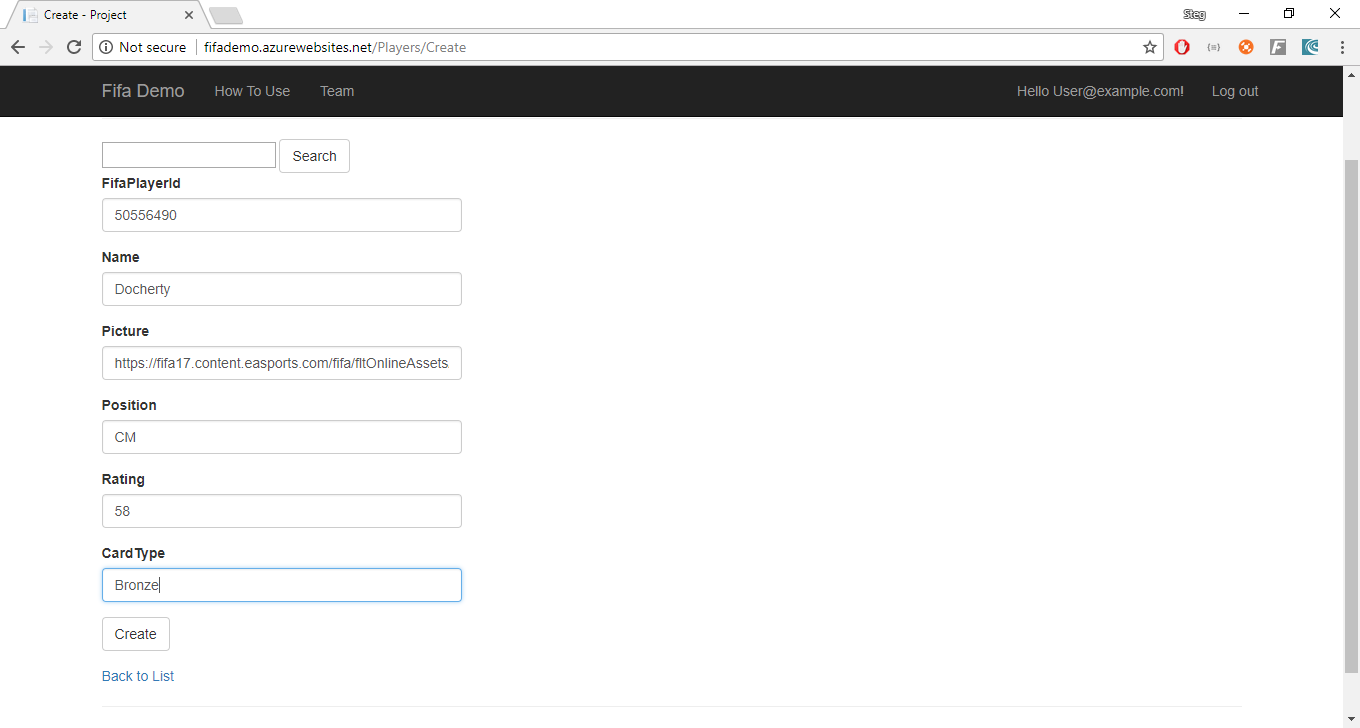 Create - Project
Steg
Not secure fifademo.azurewebsites.net/Players/Create
Fifa Demo How To Use Team Hello User@example.com! Log out
Search
FifaPlayerId
50556490
Name
Docherty
Picture
https://fifa17.content.easports.com/fifa/fltOnlineAssets
Position
CM
Rating
58
CardType
Bronze
Create
Back to List